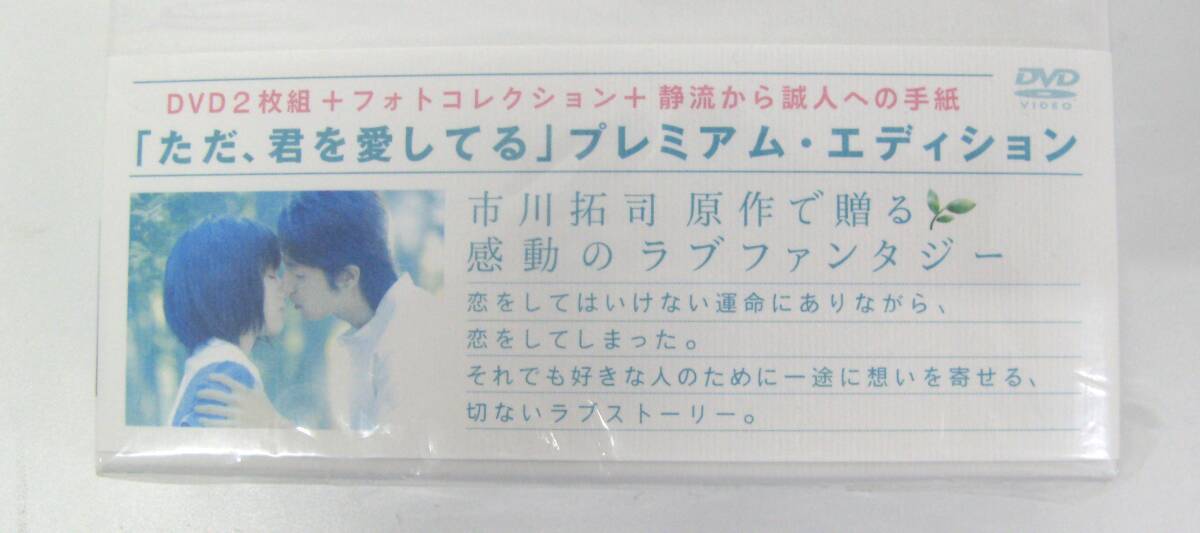 DVD2枚組+フォトコレクション+静流から誠人への手紙
DVD
VIDEO
「ただ、君を愛してる」プレミアム・エディション
市川拓司 原作で贈る
感動のラブファンタジー
恋をしてはいけない運命にありながら、
恋をしてしまった。
それでも好きな人のために一途に想いを寄せる、
切ないラブストーリー。